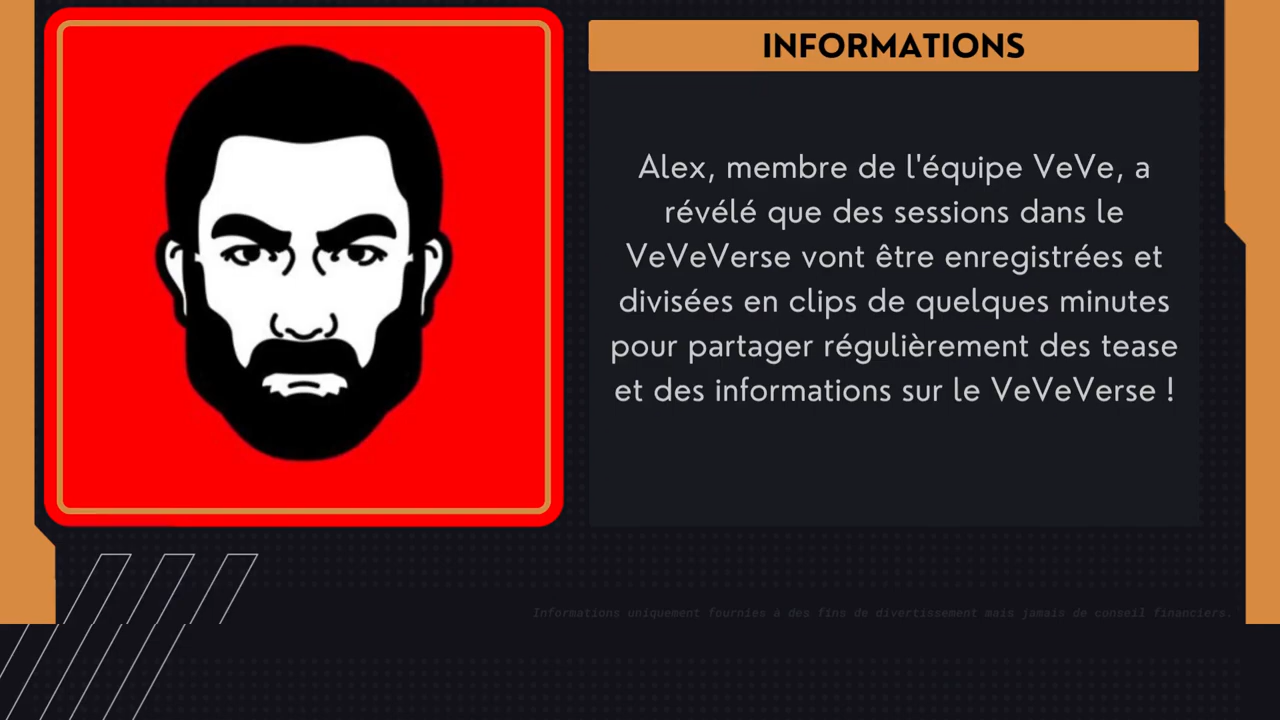 INFORMATIONS
Alex, membre de l'équipe VeVe, a
révélé que des sessions dans le
VeVeVerse vont être enregistrées et
divisées en clips de quelques minutes
pour partager régulièrement des tease
et des informations sur le VeVeVerse !
Informations uniquement fournies à des fins de divertissement mais jamais de conseil financiers.